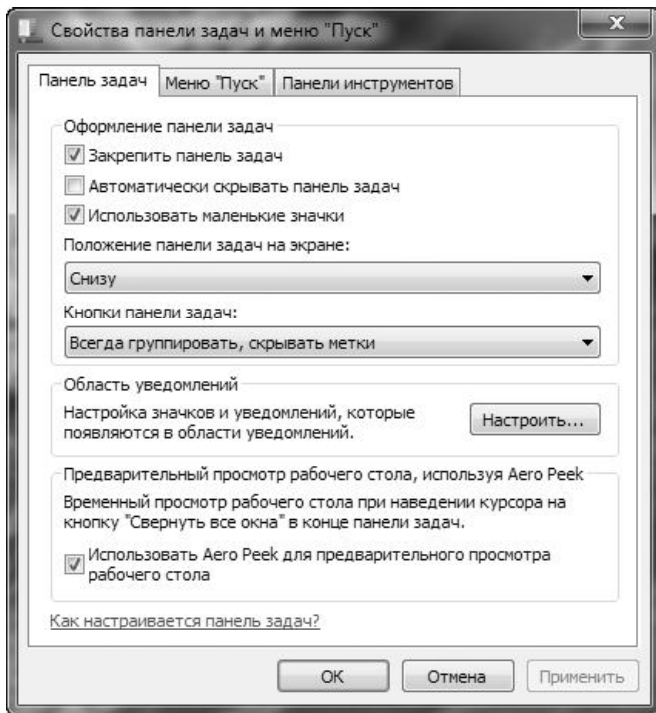 Свойства панели задач и меню "Пуск"
Панель задач
Меню "Пуск"
Панели инструментов
Оформление панели задач
Закрепить панель задач
Автоматически скрывать панель задач
Использовать маленькие значки
Положение панели задач на экране:
Снизу
Кнопки панели задач:
Всегда группировать, скрывать метки
Область уведомлений
Настройка значков и уведомлений, которые
появляются в области уведомлений.
Настроить...
Предварительный просмотр рабочего стола, используя Aero Peek
Временный просмотр рабочего стола при наведении курсора на
кнопку "Свернуть все окна" в конце панели задач.
Использовать Aero Peek для предварительного просмотра
рабочего стола
Как настраивается панель задач?
ОК
Отмена
Применить